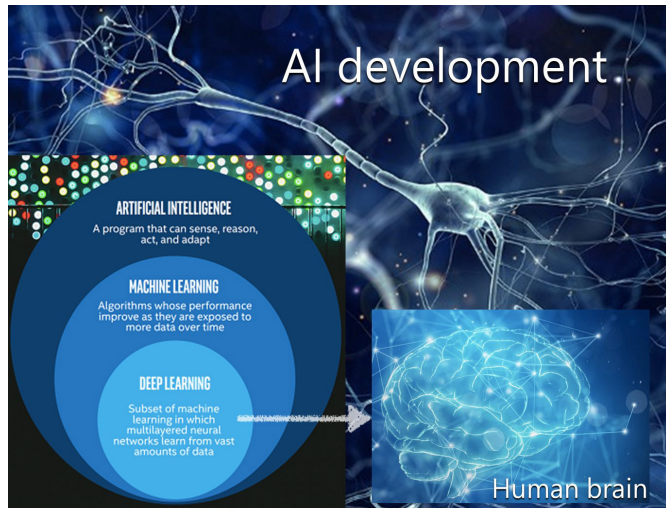 AI development
ARTIFICIAL INTELLIGENCE
A program that can sense, reason,
act, and adapt
MACHINE LEARNING
Algorithms whose performance
improve as they are exposed to
more data over time
DEEP LEARNING
Subset of machine
learning in which
multilayered neural
networks learn from vast
amounts of data
Human brain